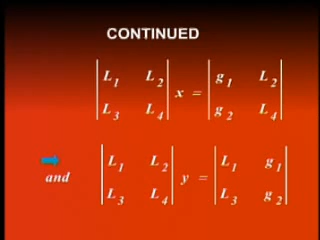 CONTINUED
| L₁ L₂ | x = | g₁ L₂ |
| L₃ L₄ | | g₂ L₄ |
and | L₁ L₂ | y = | L₁ g₁ |
| L₃ L₄ | | L₃ g₂ |